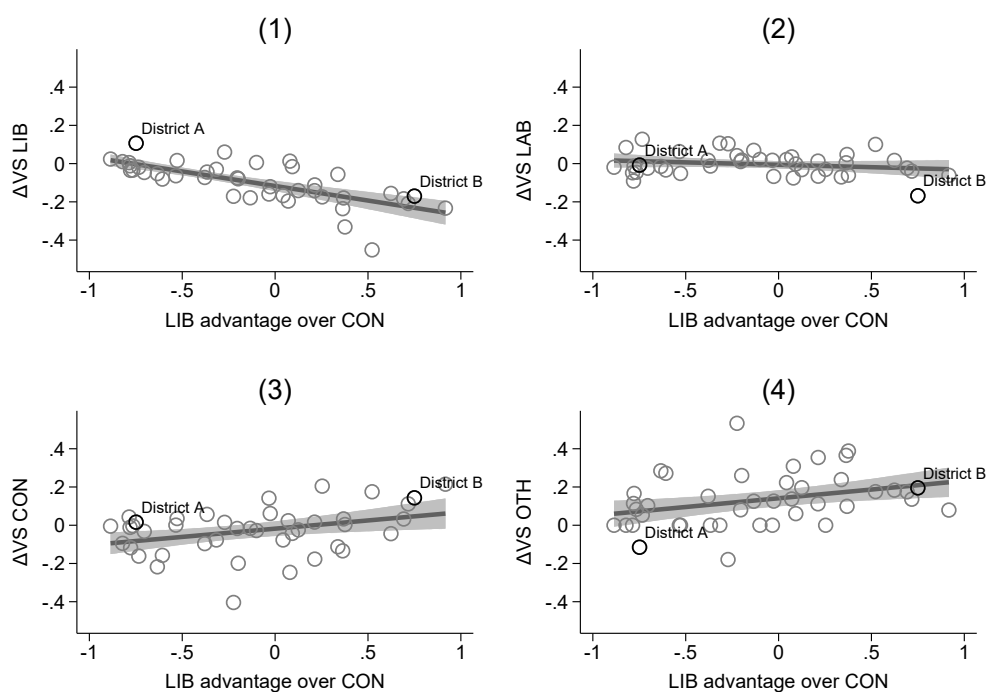 (1)
ΔVS LIB
.4
.2
0
-.2
-.4
District A
District B
-1 -.5 0 .5 1
LIB advantage over CON
(2)
ΔVS LAB
.4
.2
0
-.2
-.4
District A
District B
-1 -.5 0 .5 1
LIB advantage over CON
(3)
ΔVS CON
.4
.2
0
-.2
-.4
District A
District B
-1 -.5 0 .5 1
LIB advantage over CON
(4)
ΔVS OTH
.4
.2
0
-.2
-.4
District A
District B
-1 -.5 0 .5 1
LIB advantage over CON